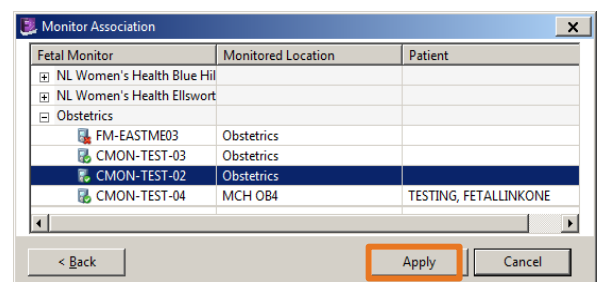 Monitor Association
Fetal Monitor Monitored Location Patient
NL Women's Health Blue Hil
NL Women's Health Ellswort
Obstetrics
FM-EASTME03 Obstetrics
CMON-TEST-03 Obstetrics
CMON-TEST-02 Obstetrics
CMON-TEST-04 MCH OB4 TESTING, FETALLINKONE
< Back Apply Cancel